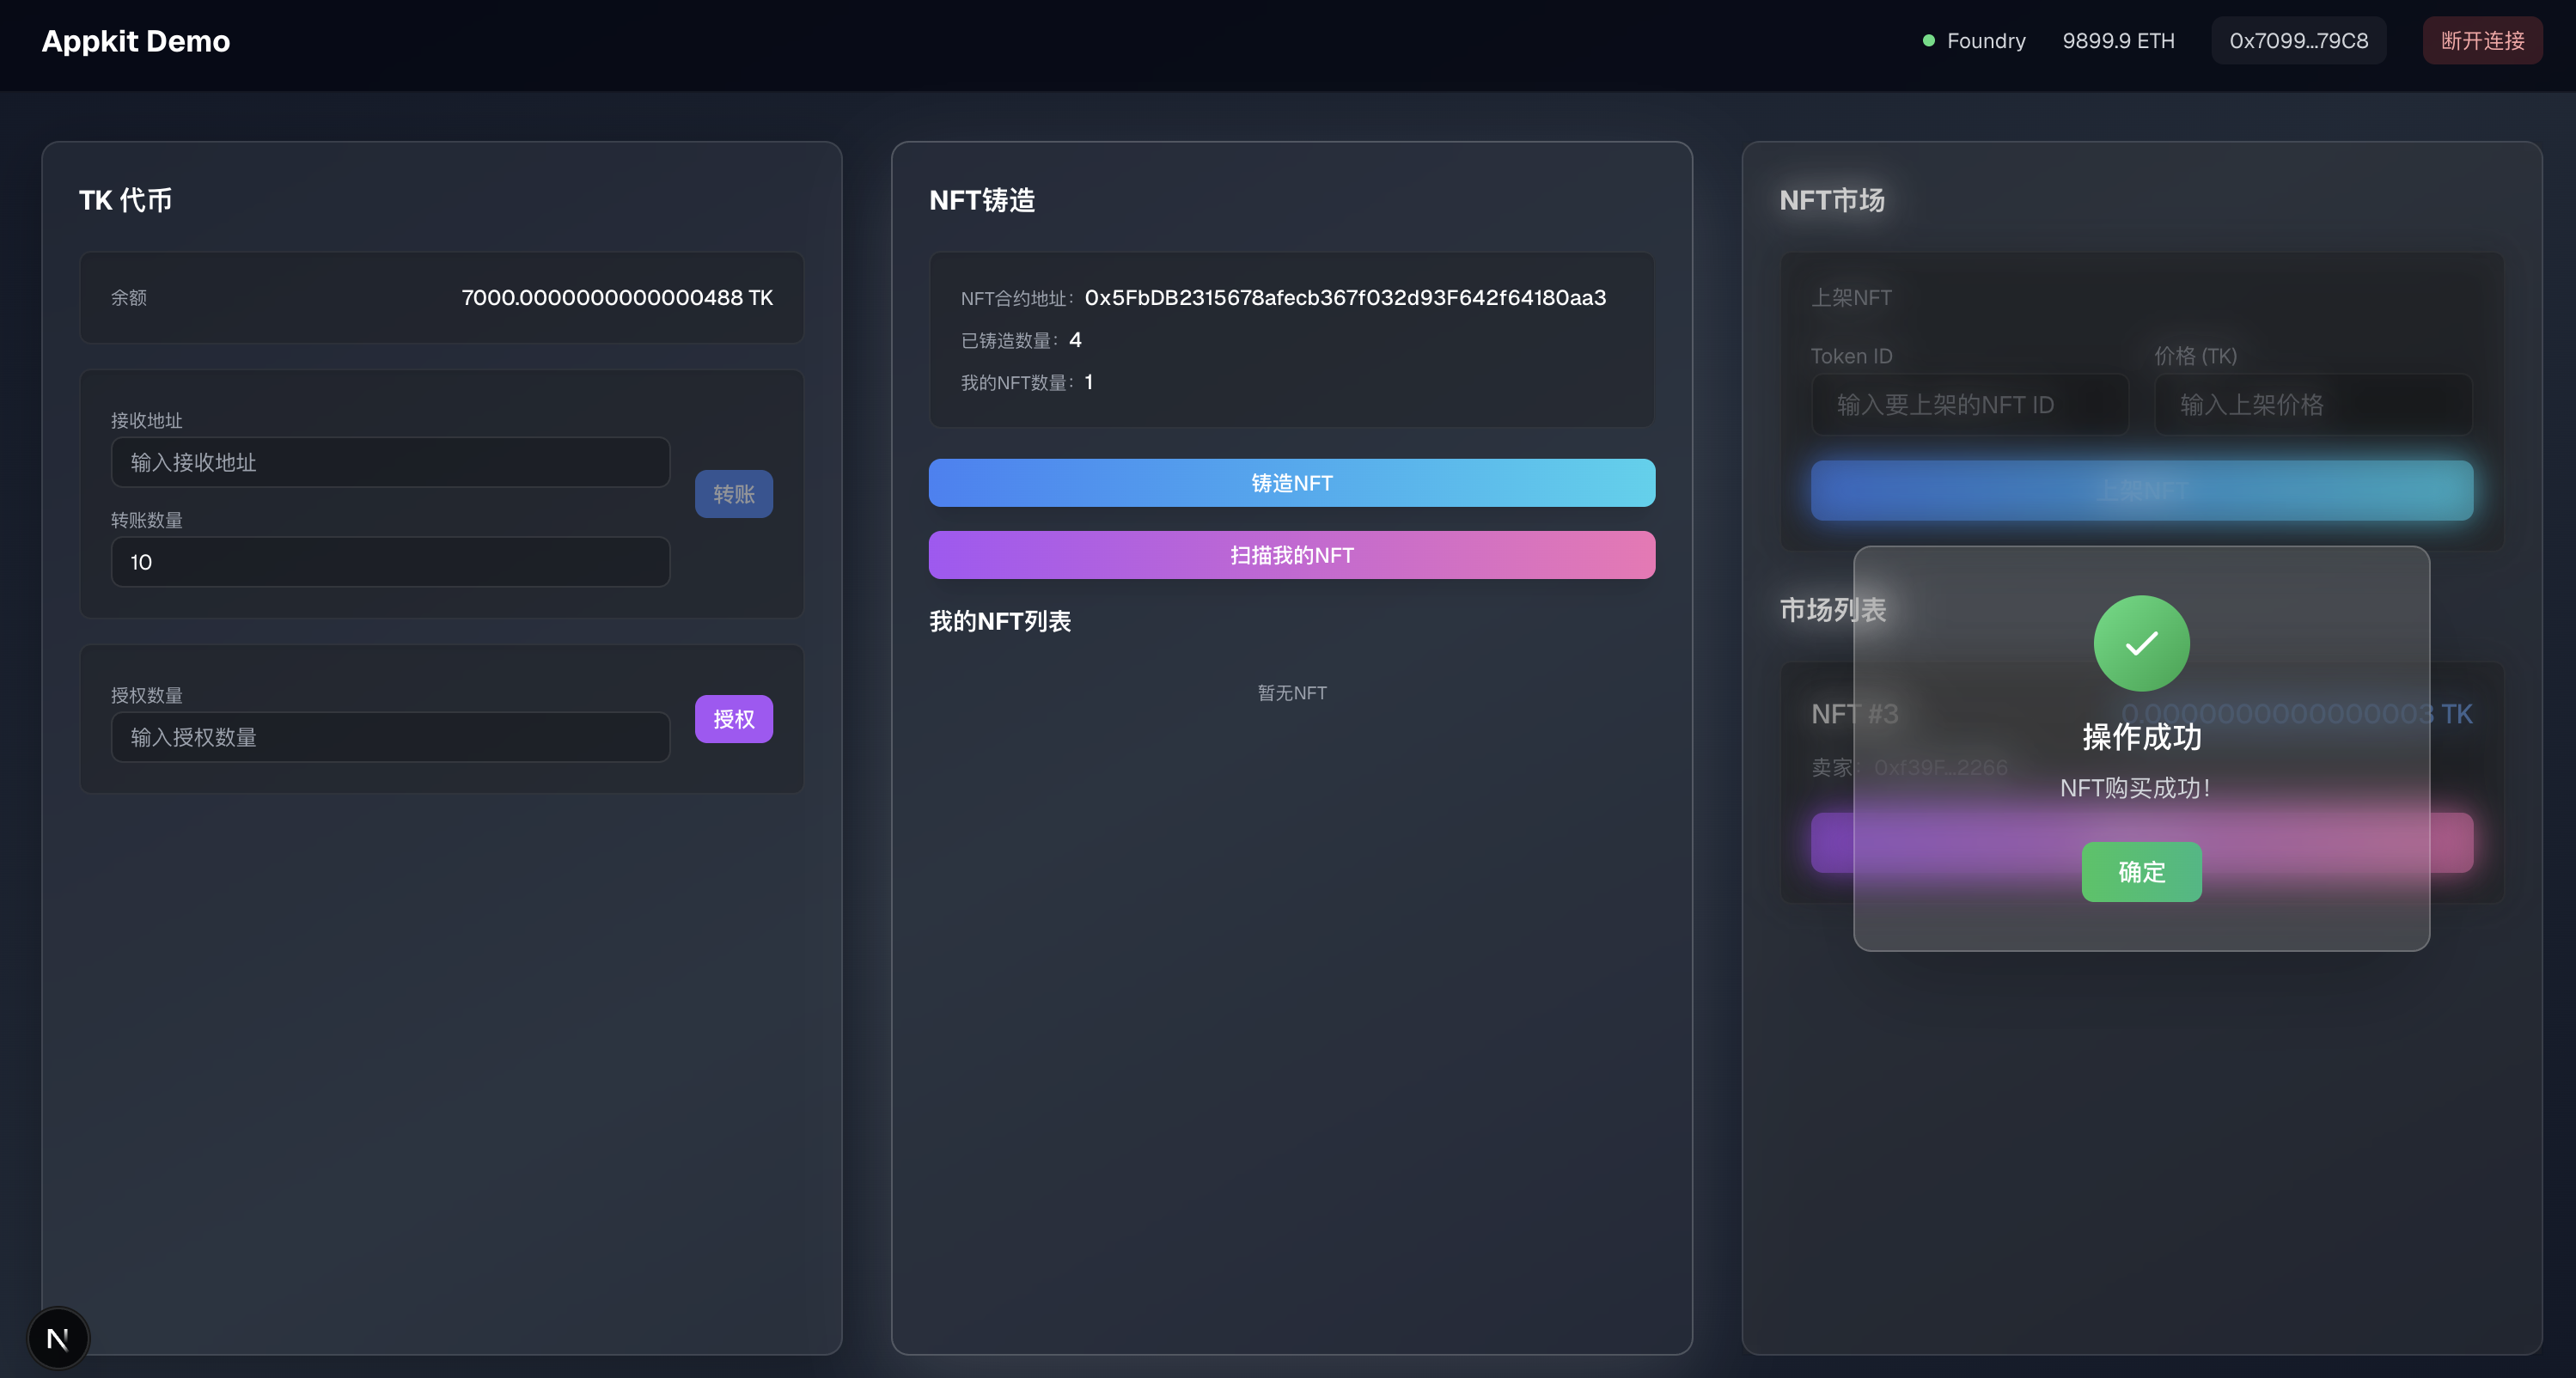 Appkit Demo
Foundry
9899.9 ETH
0x7099...79C8
断开连接
TK 代币
余额
7000.0000000000000488 TK
接收地址
输入接收地址
转账数量
10
转账
授权数量
输入授权数量
授权
NFT铸造
NFT合约地址：0x5FbDB2315678afecb367f032d93F642f64180aa3
已铸造数量：4
我的NFT数量：1
铸造NFT
扫描我的NFT
我的NFT列表
暂无NFT
NFT市场
上架NFT
Token ID
价格 (TK)
输入要上架的NFT ID
输入上架价格
上架NFT
市场列表
NFT #3
TK
卖家：0xf39F...2266
操作成功
NFT购买成功！
确定
N